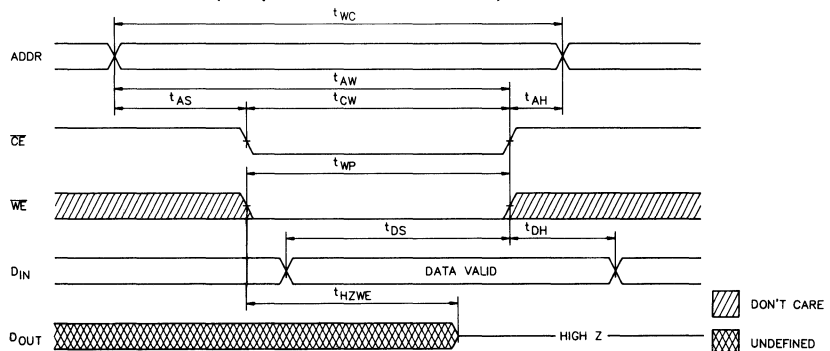 tWC
ADDR
tAW
tAS
tCW
tAH
CE
tWP
WE
tDS
tDH
DIN
DATA VALID
tHZWE
DON'T CARE
DOUT
HIGH Z
UNDEFINED